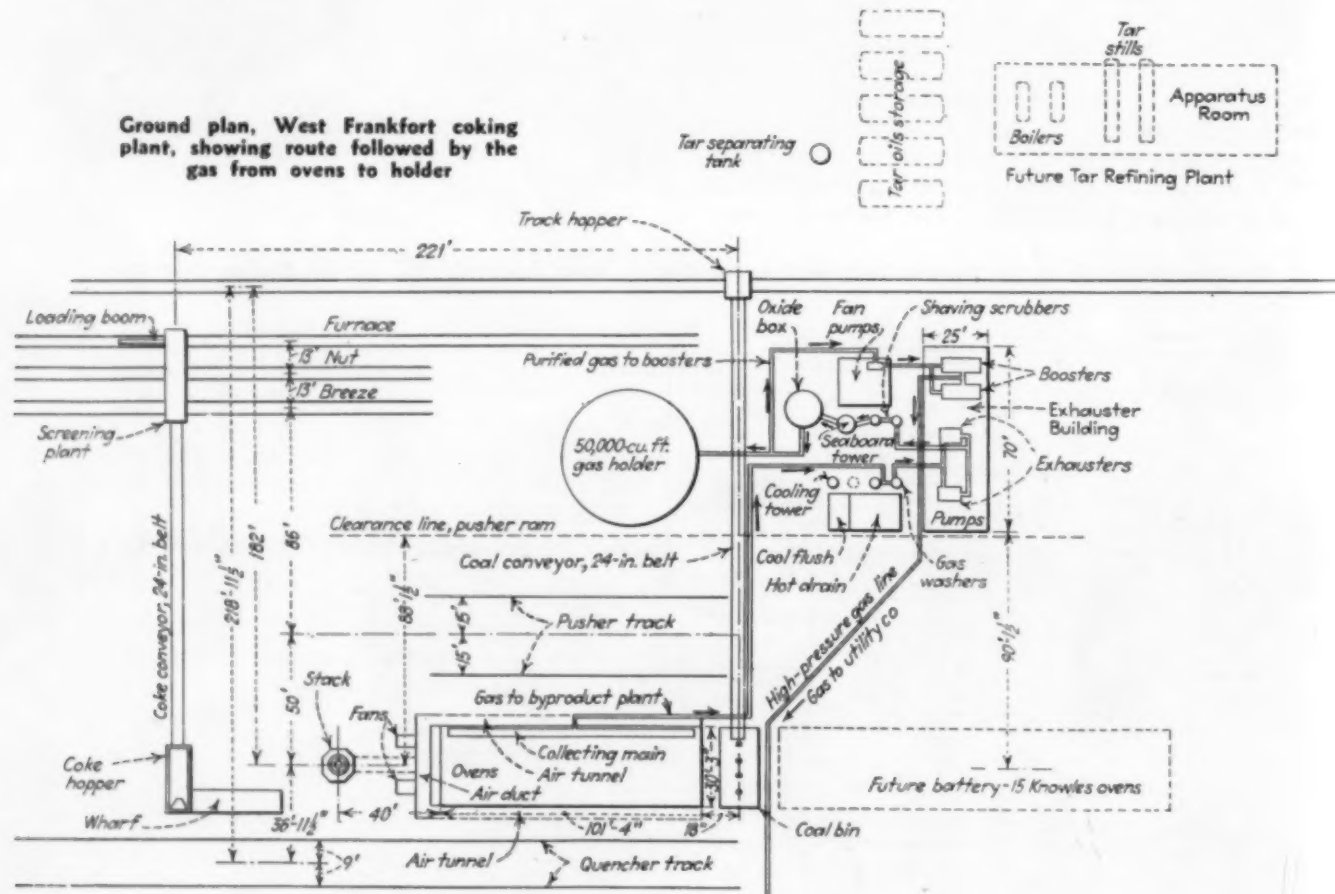 Ground plan, West Frankfort coking
plant, showing route followed by the
gas from ovens to holder
Tar separating
tank
Tar oils storage
Tar
stills
Boilers
Apparatus
Room
Future Tar Refining Plant
Track hopper
221'
Loading boom
Furnace
13' Nut
13' Breeze
Screening
plant
Purified gas to boosters
Oxide
box
Fan
pumps
Shaving scrubbers
25'
Boosters
Exhauster
Building
70'
Exhausters
Pumps
50,000-cu. ft.
gas holder
Seaboard
tower
Cooling
tower
Cool flush
Hot drain
Gas
washers
Clearance line, pusher ram
Coal conveyor, 24-in. belt
Coke conveyor, 24-in. belt
218'-11½"
182'
86'
88'-1½"
90'-1½"
15'
Pusher track
15'
50'
High-pressure gas line
Gas to utility co
Stack
Fans
Gas to byproduct plant
Collecting main
Air tunnel
Ovens
Air duct
30'-3"
Coke
hopper
Wharf
36'-11½"
40'
101'-4"
18'
Coal bin
Future battery-15 Knowles ovens
9'
Air tunnel
Quencher track